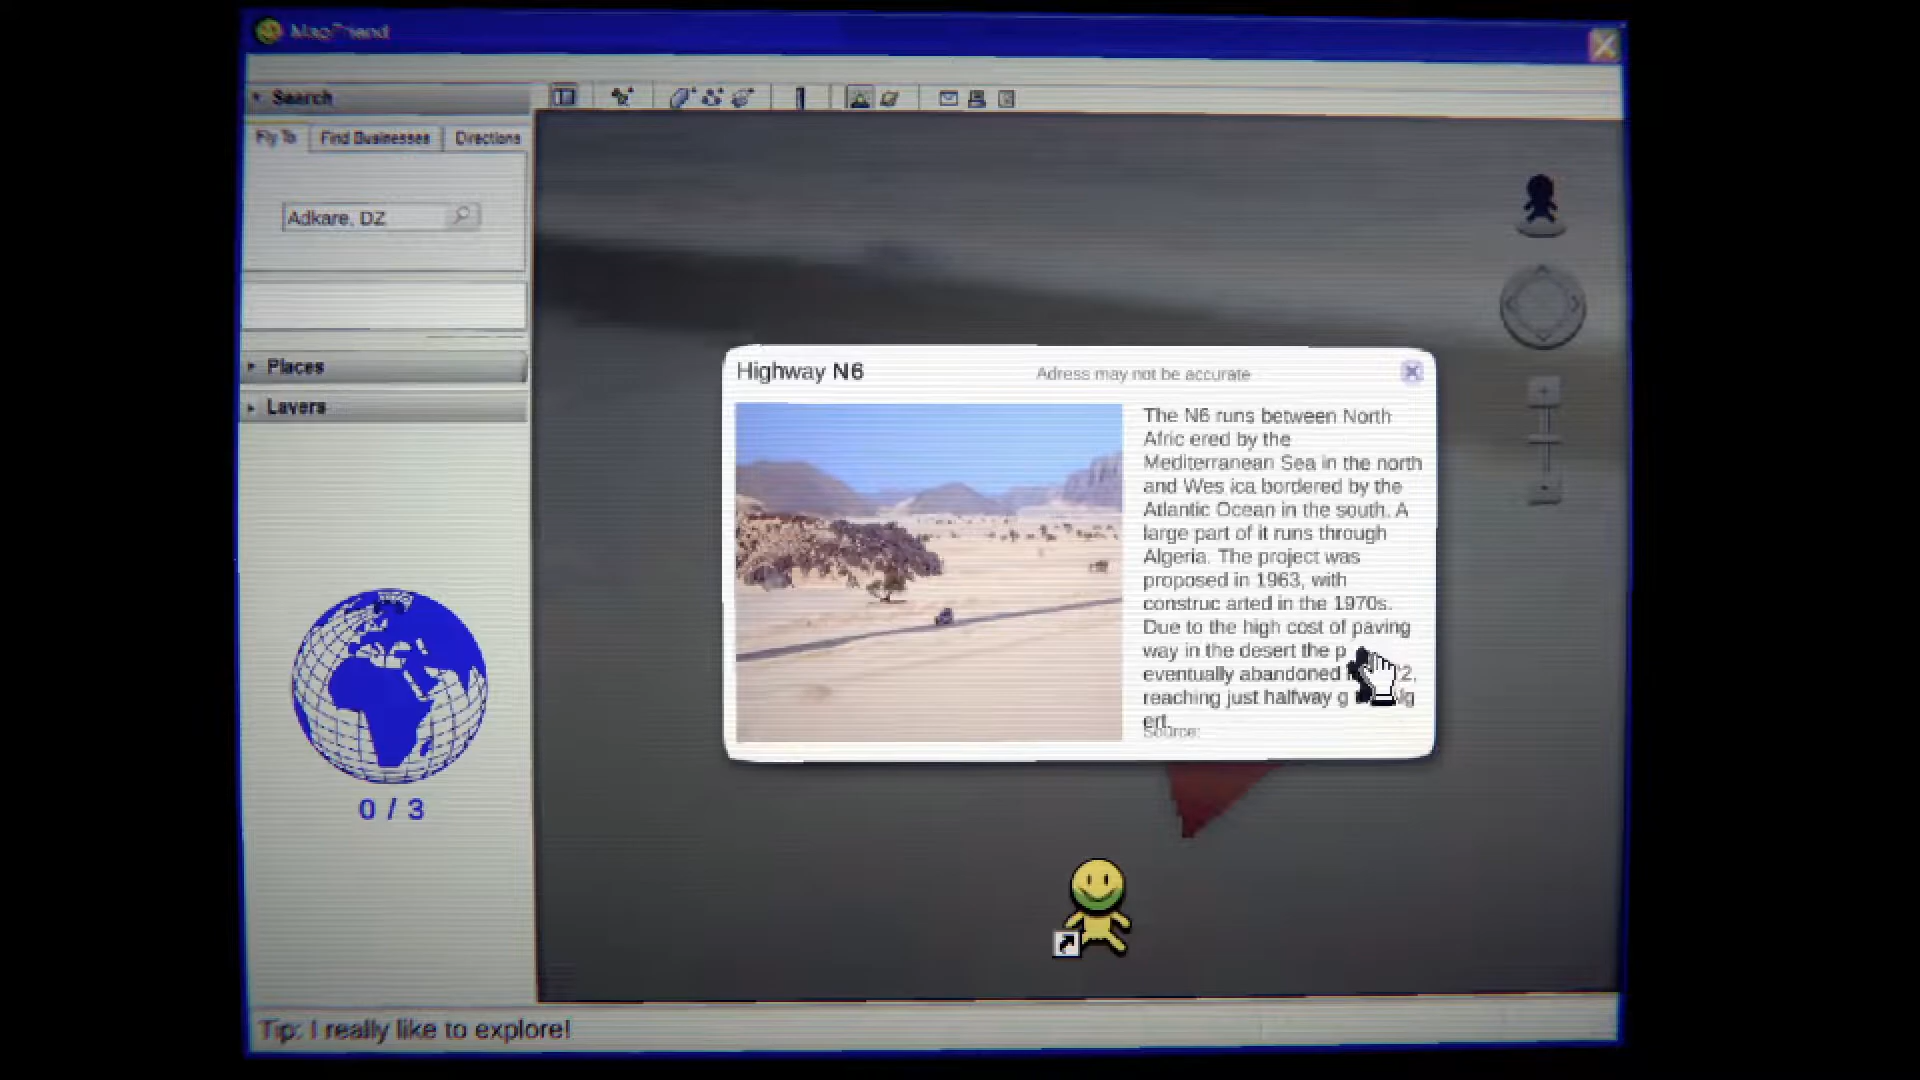 MapFriend
Search
Fly To
Find Businesses
Directions
Adkare, DZ
Places
Layers
0 / 3
Highway N6
Adress may not be accurate
The N6 runs between North
Afric ered by the
Mediterranean Sea in the north
and Wes ica bordered by the
Atlantic Ocean in the south. A
large part of it runs through
Algeria. The project was
proposed in 1963, with
construc arted in the 1970s.
Due to the high cost of paving
way in the desert the p
eventually abandoned 2,
reaching just halfway g lg
ert.
Source:
Tip: I really like to explore!